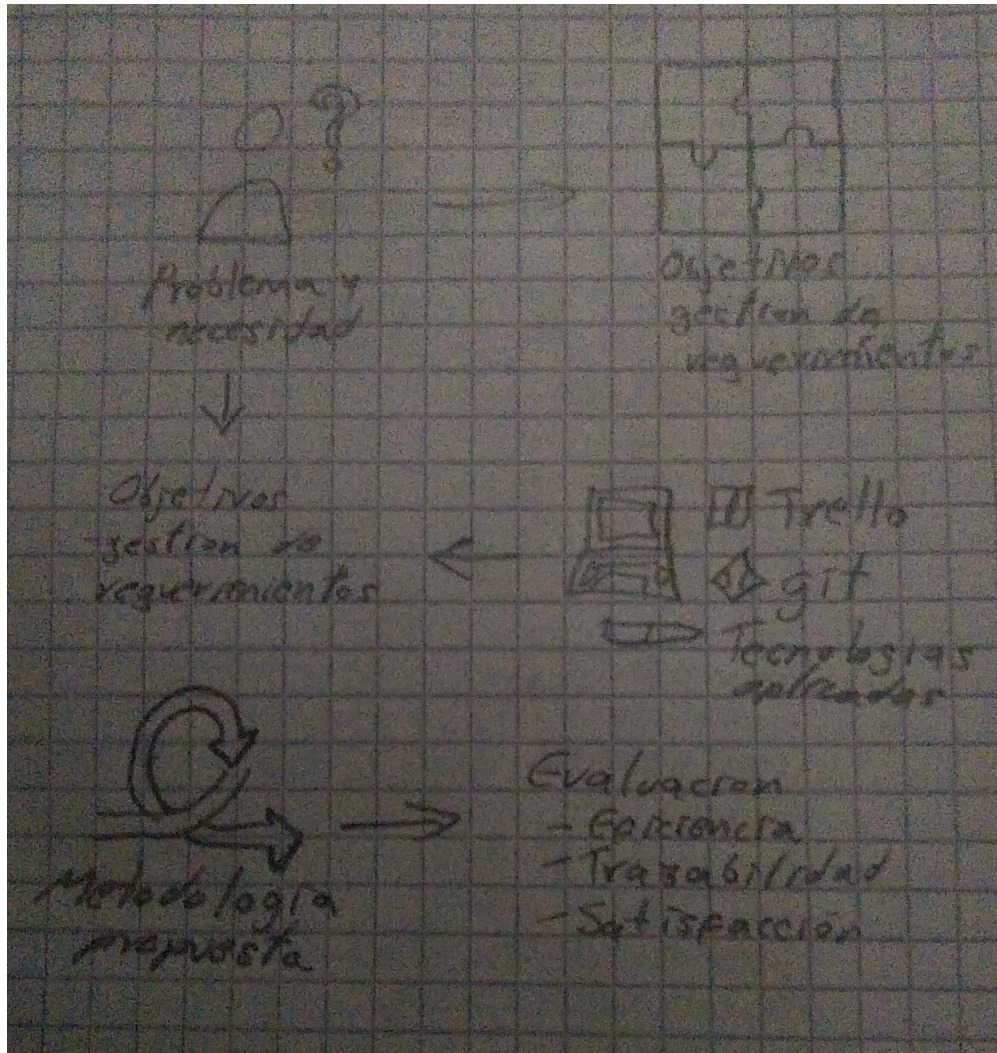 Problema y
necesidad
Objetivos
gestion de
requerimientos
Objetivos
gestion de
requermientos
Trello
git
Tecnologias
aplicadas
Metodologia
propuesta
Evaluacion
- Eficiencia
- Trazabilidad
- Satisfacción